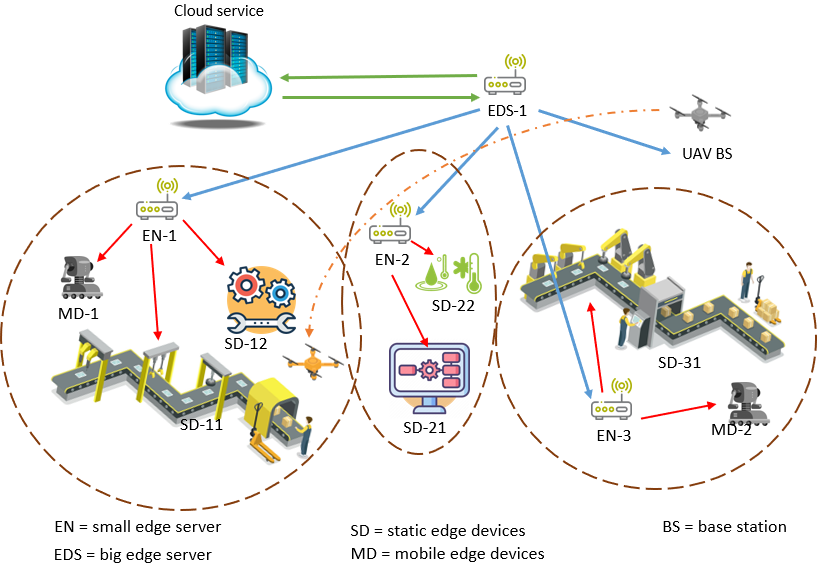 Cloud service
EDS-1
UAV BS
EN-1
EN-2
MD-1
SD-22
SD-12
SD-31
SD-11
SD-21
EN-3
MD-2
EN = small edge server
SD = static edge devices
BS = base station
EDS = big edge server
MD = mobile edge devices